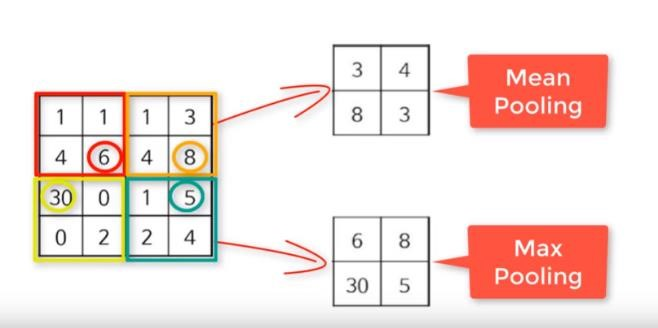 1 1 1 3
4 6 4 8
30 0 1 5
0 2 2 4
3 4
8 3
Mean
Pooling
6 8
30 5
Max
Pooling